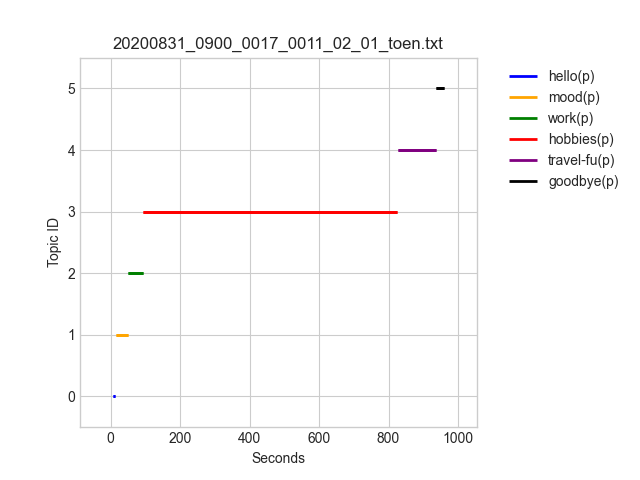 20200831_0900_0017_0011_02_01_toen.txt
hello(p)
mood(p)
work(p)
hobbies(p)
travel-fu(p)
goodbye(p)
Topic ID
5
4
3
2
1
0
0 200 400 600 800 1000
Seconds